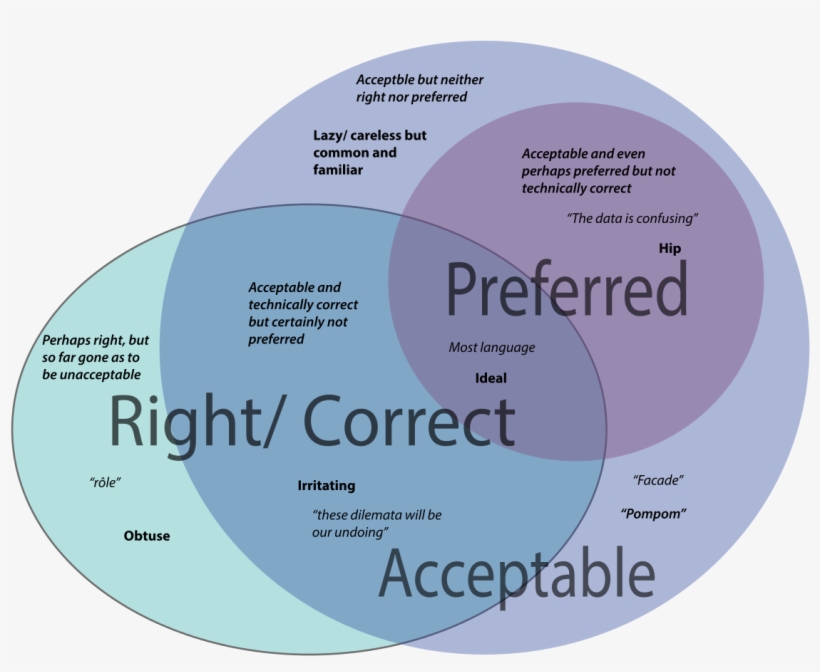 Acceptble but neither
right nor preferred
Lazy/ careless but
common and
familiar
Acceptable and even
perhaps preferred but not
technically correct
“The data is confusing”
Hip
Preferred
Acceptable and
technically correct
but certainly not
preferred
Perhaps right, but
so far gone as to
be unacceptable
Most language
Ideal
Right/ Correct
“rôle”
Obtuse
Irritating
“these dilemata will be
our undoing”
“Facade”
“Pompom”
Acceptable